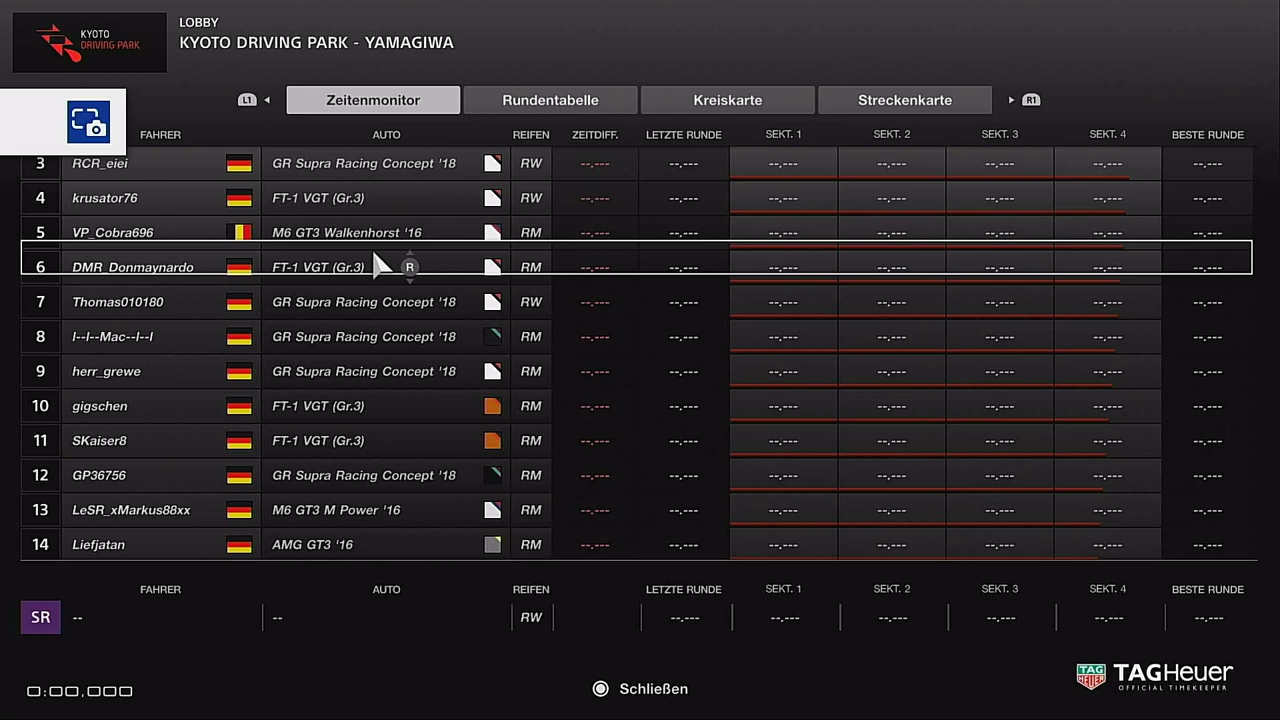 KYOTO
DRIVING PARK
LOBBY
KYOTO DRIVING PARK - YAMAGIWA
L1 Zeitenmonitor Rundentabelle Kreiskarte Streckenkarte R1
FAHRER AUTO REIFEN ZEITDIFF. LETZTE RUNDE SEKT. 1 SEKT. 2 SEKT. 3 SEKT. 4 BESTE RUNDE
3 RCR_eiei GR Supra Racing Concept '18 RW --,--- --,--- --,--- --,--- --,--- --,--- --,---
4 krusator76 FT-1 VGT (Gr.3) RW --,--- --,--- --,--- --,--- --,--- --,--- --,---
5 VP_Cobra696 M6 GT3 Walkenhorst '16 RW --,--- --,--- --,--- --,--- --,--- --,--- --,---
6 DMR_Donmaynardo FT-1 VGT (Gr.3) R RM --,--- --,--- --,--- --,--- --,--- --,--- --,---
7 Thomas010180 GR Supra Racing Concept '18 RW --,--- --,--- --,--- --,--- --,--- --,--- --,---
8 I--I--Mac--I--I GR Supra Racing Concept '18 RM --,--- --,--- --,--- --,--- --,--- --,--- --,---
9 herr_grewe GR Supra Racing Concept '18 RM --,--- --,--- --,--- --,--- --,--- --,--- --,---
10 gigschen FT-1 VGT (Gr.3) RM --,--- --,--- --,--- --,--- --,--- --,--- --,---
11 SKaiser8 FT-1 VGT (Gr.3) RM --,--- --,--- --,--- --,--- --,--- --,--- --,---
12 GP36756 GR Supra Racing Concept '18 RM --,--- --,--- --,--- --,--- --,--- --,--- --,---
13 LeSR_xMarkus88xx M6 GT3 M Power '16 RM --,--- --,--- --,--- --,--- --,--- --,--- --,---
14 Liefjatan AMG GT3 '16 RM --,--- --,--- --,--- --,--- --,--- --,--- --,---
FAHRER AUTO REIFEN LETZTE RUNDE SEKT. 1 SEKT. 2 SEKT. 3 SEKT. 4 BESTE RUNDE
SR -- -- RW --,--- --,--- --,--- --,--- --,--- --,---
0:00,000
Schließen
TAG HEUER
TAGHeuer
OFFICIAL TIMEKEEPER